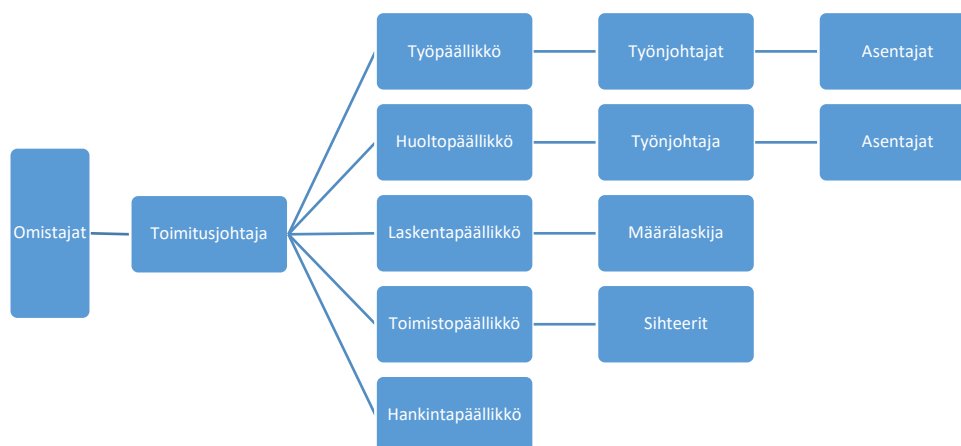 Omistajat
Toimitusjohtaja
Työpäällikkö
Työnjohtajat
Asentajat
Huoltopäällikkö
Työnjohtaja
Asentajat
Laskentapäällikkö
Määrälaskija
Toimistopäällikkö
Sihteerit
Hankintapäällikkö